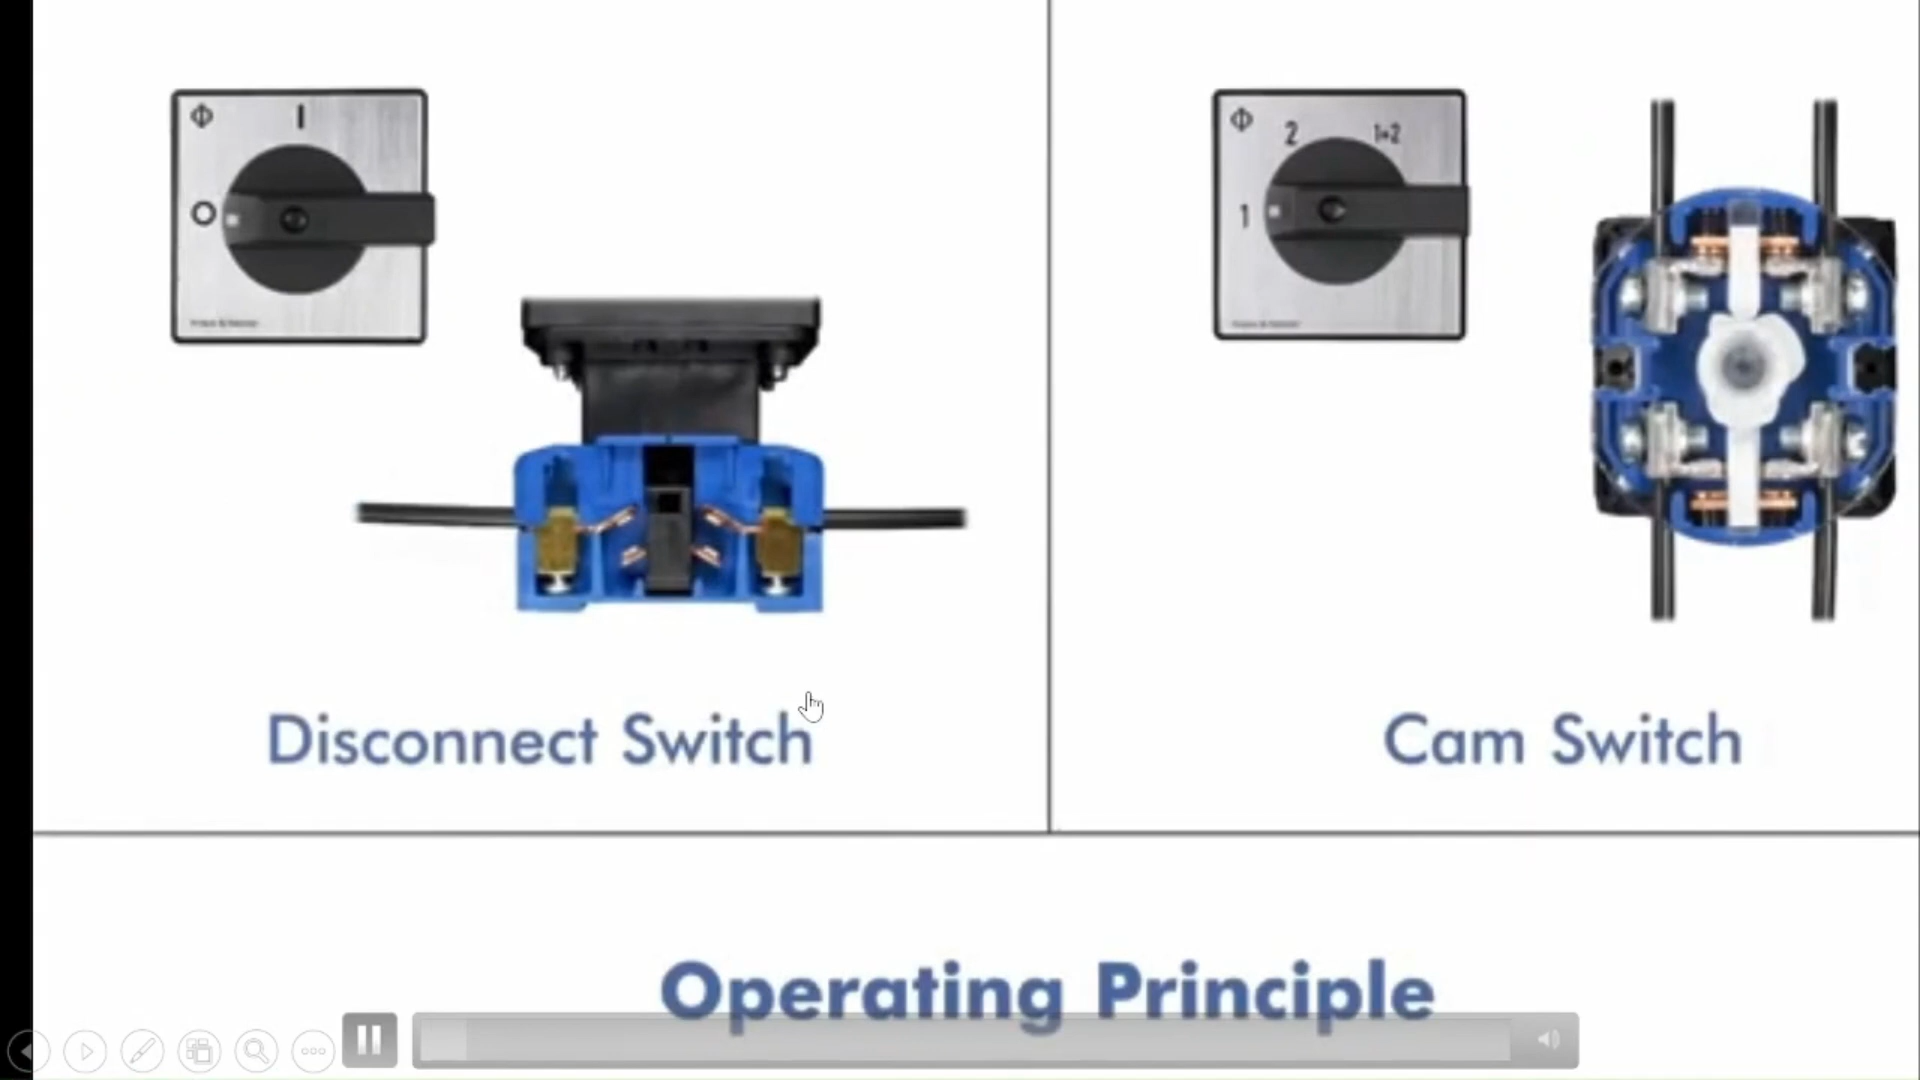 I
O
2
1+2
1
Disconnect Switch
Cam Switch
Operating Principle